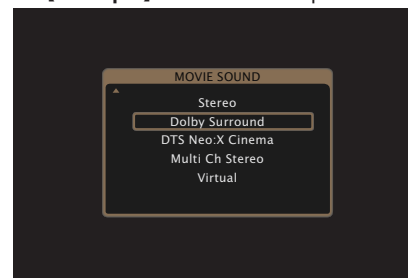 MOVIE SOUND
Stereo
Dolby Surround
DTS Neo:X Cinema
Multi Ch Stereo
Virtual